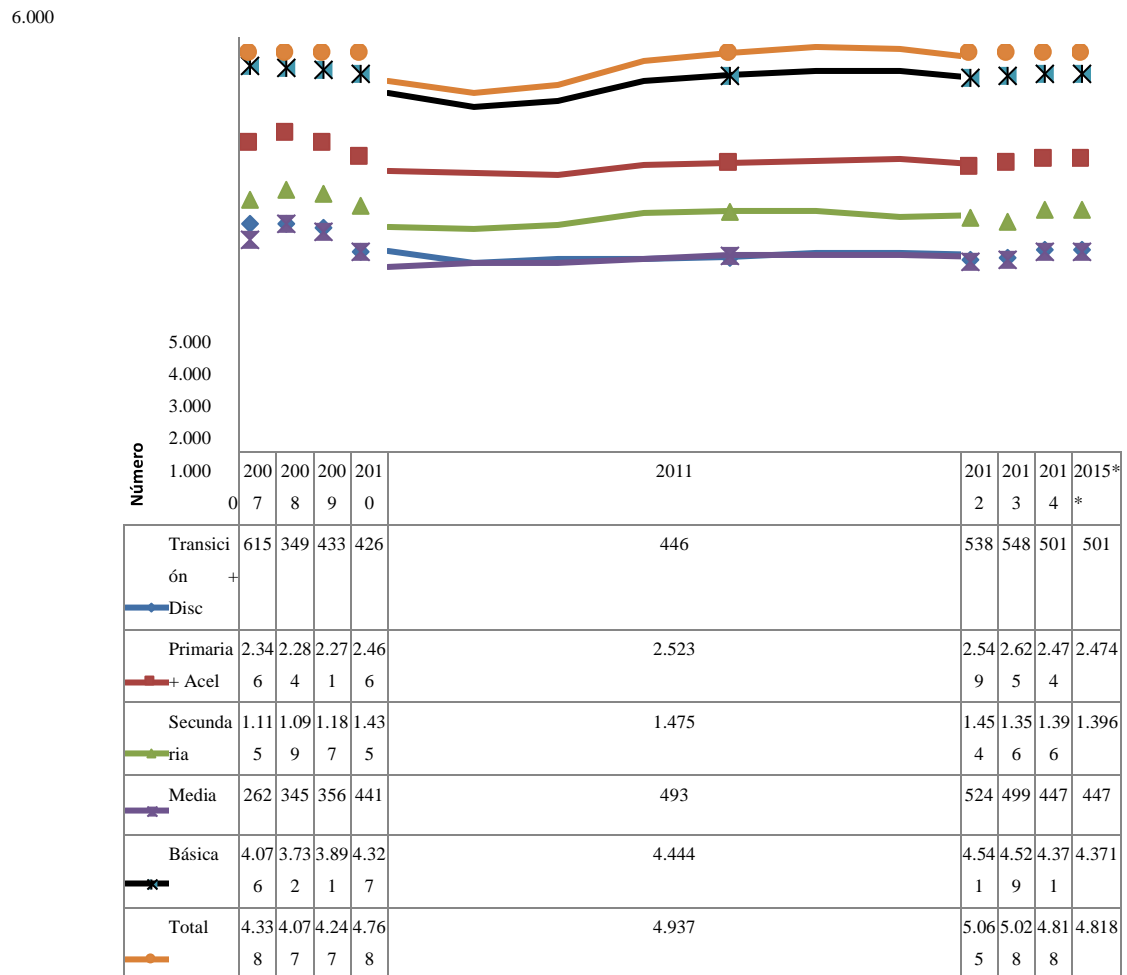 6.000
5.000
4.000
3.000
2.000
Número
1.000 200 200 200 201 2011 201 201 201 2015*
0 7 8 9 0 2 3 4 *
Transici 615 349 433 426 446 538 548 501 501
ón +
Disc
Primaria 2.34 2.28 2.27 2.46 2.523 2.54 2.62 2.47 2.474
+ Acel 6 4 1 6 9 5 4
Secunda 1.11 1.09 1.18 1.43 1.475 1.45 1.35 1.39 1.396
ria 5 9 7 5 4 6 6
Media 262 345 356 441 493 524 499 447 447
Básica 4.07 3.73 3.89 4.32 4.444 4.54 4.52 4.37 4.371
6 2 1 7 1 9 1
Total 4.33 4.07 4.24 4.76 4.937 5.06 5.02 4.81 4.818
8 7 7 8 5 8 8